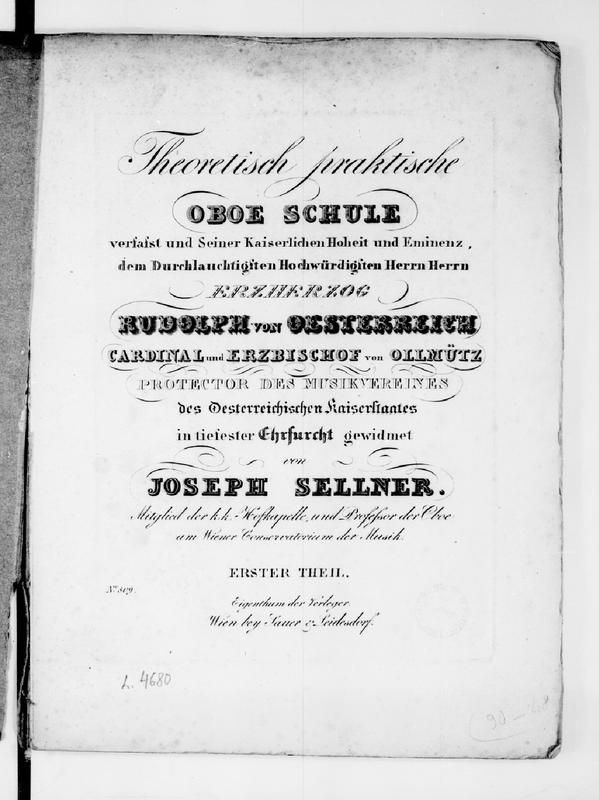 Theoretisch praktische
OBOE SCHULE
verfaſst und Seiner Kaiserlichen Hoheit und Eminenz,
dem Durchlauchtigſten Hochwürdigſten Herrn Herrn
ERZHERZOG
RUDOLPH VON OESTERREICH
CARDINAL und ERZBISCHOF von OLLMÜTZ
PROTECTOR DES MUSIKVEREINES
des Oesterreichischen Kaiserſtaates
in tiefester Ehrfurcht gewidmet
von
JOSEPH SELLNER.
Mitglied der k.k. Hofkapelle, und Profeſsor der Oboe
am Wiener Conservatorium der Musik.
ERSTER THEIL.
Eigenthum der Verleger.
Wien bey Sauer & Leidesdorf.
L. 4680